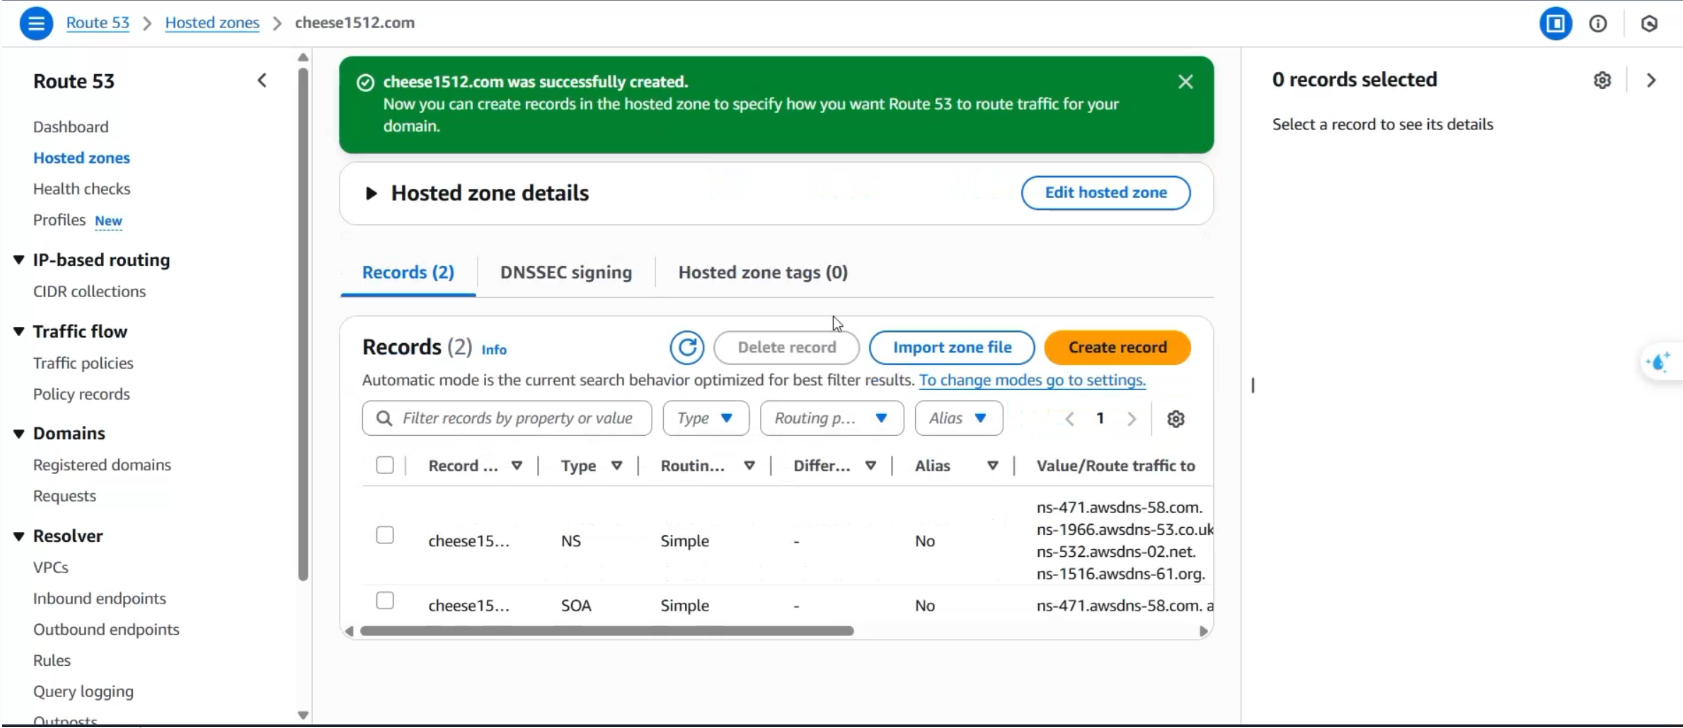 Route 53 > Hosted zones > cheese1512.com
Route 53
Dashboard
Hosted zones
Health checks
Profiles New
IP-based routing
CIDR collections
Traffic flow
Traffic policies
Policy records
Domains
Registered domains
Requests
Resolver
VPCs
Inbound endpoints
Outbound endpoints
Rules
Query logging
Outposts
cheese1512.com was successfully created.
Now you can create records in the hosted zone to specify how you want Route 53 to route traffic for your
domain.
Hosted zone details
Edit hosted zone
Records (2) DNSSEC signing Hosted zone tags (0)
Records (2) Info Delete record Import zone file Create record
Automatic mode is the current search behavior optimized for best filter results. To change modes go to settings.
Filter records by property or value Type Routing p... Alias 1
Record ... Type Routin... Differ... Alias Value/Route traffic to
ns-471.awsdns-58.com.
ns-1966.awsdns-53.co.uk
ns-532.awsdns-02.net.
ns-1516.awsdns-61.org.
cheese15... NS Simple - No
cheese15... SOA Simple - No ns-471.awsdns-58.com. a
0 records selected
Select a record to see its details